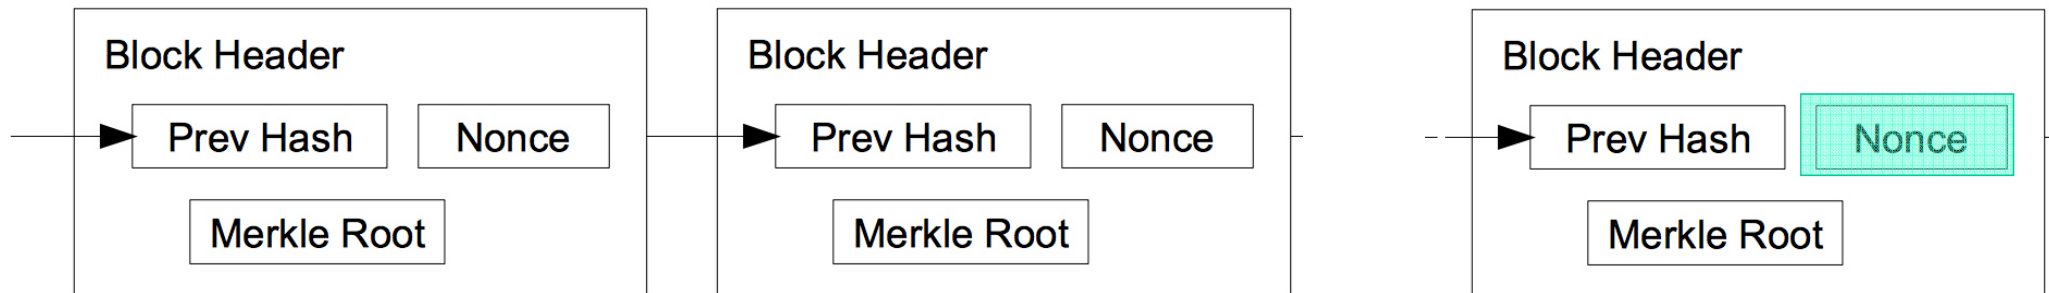 Block Header
Prev Hash Nonce
Merkle Root
Block Header
Prev Hash Nonce
Merkle Root
Block Header
Prev Hash Nonce
Merkle Root